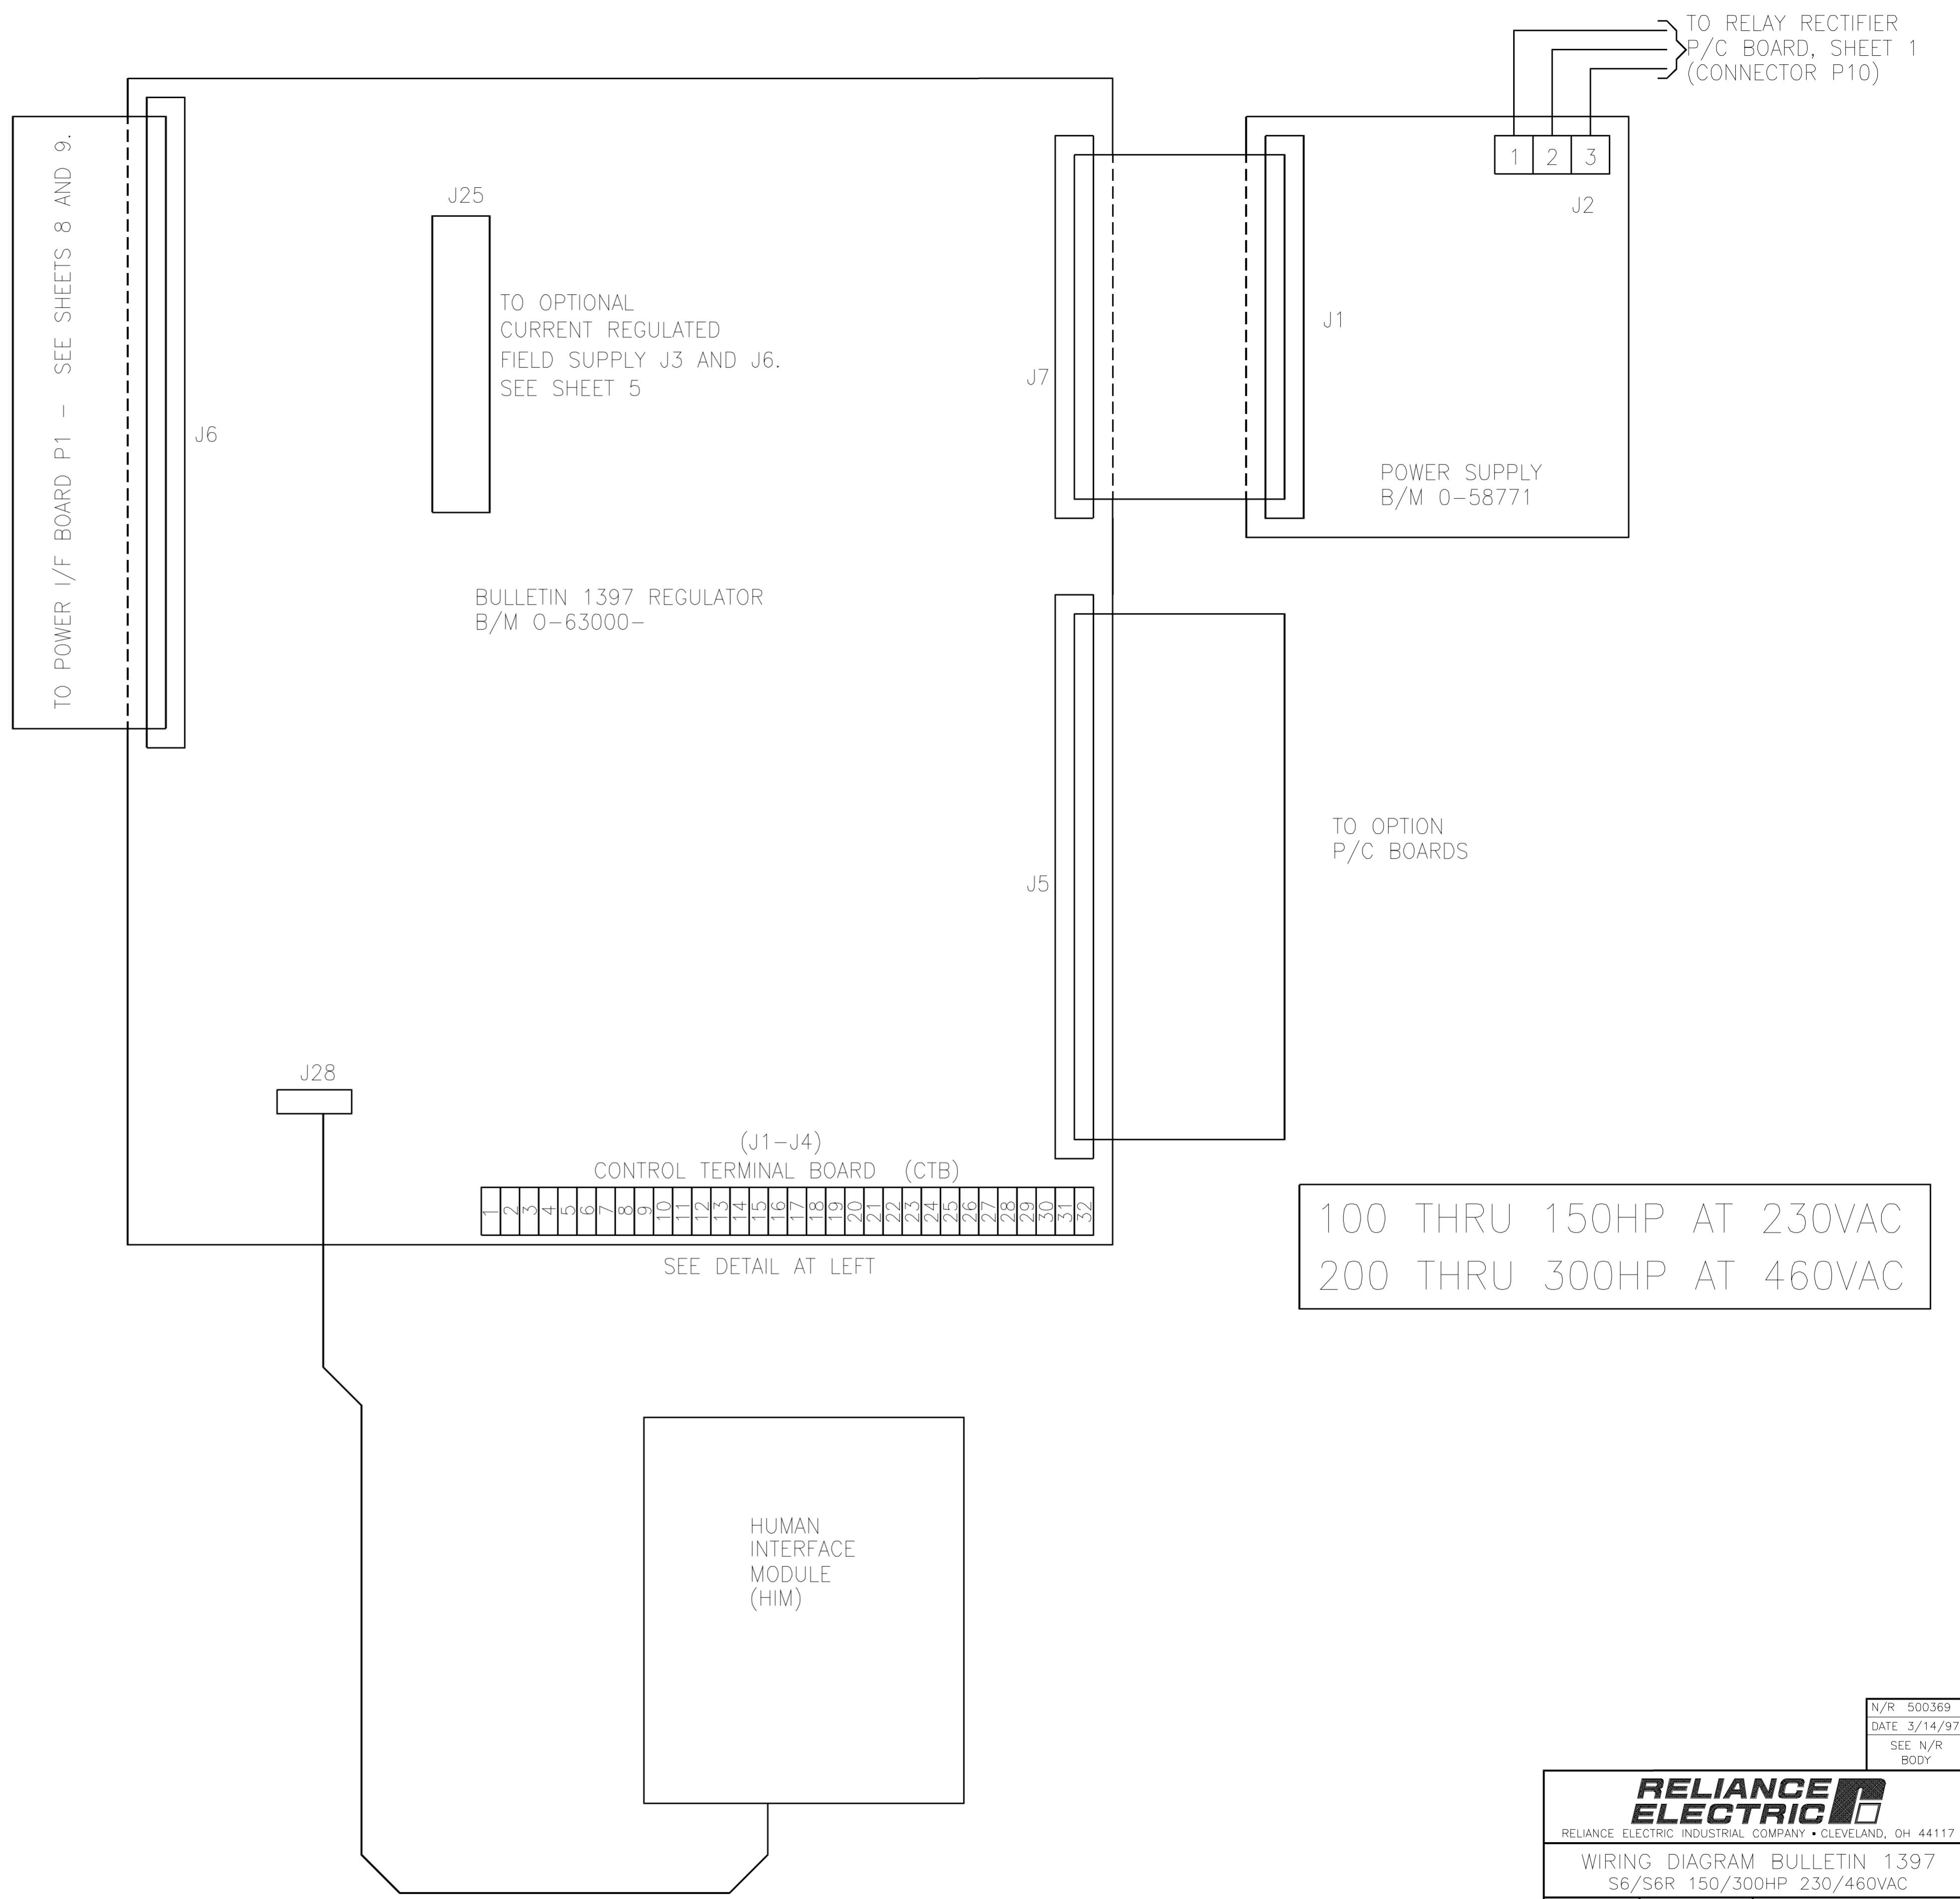 TO RELAY RECTIFIER
P/C BOARD, SHEET 1
(CONNECTOR P10)
1 2 3
J2
TO POWER I/F BOARD P1 - SEE SHEETS 8 AND 9.
J6
J25
TO OPTIONAL
CURRENT REGULATED
FIELD SUPPLY J3 AND J6.
SEE SHEET 5
J7
J1
POWER SUPPLY
B/M 0-58771
BULLETIN 1397 REGULATOR
B/M O-63000-
J5
TO OPTION
P/C BOARDS
J28
(J1-J4)
CONTROL TERMINAL BOARD (CTB)
1 2 3 4 5 6 7 8 9 10 11 12 13 14 15 16 17 18 19 20 21 22 23 24 25 26 27 28 29 30 31 32
SEE DETAIL AT LEFT
100 THRU 150HP AT 230VAC
200 THRU 300HP AT 460VAC
HUMAN
INTERFACE
MODULE
(HIM)
N/R 500369
DATE 3/14/97
SEE N/R
BODY
RELIANCE
ELECTRIC
RELIANCE ELECTRIC INDUSTRIAL COMPANY • CLEVELAND, OH 44117
WIRING DIAGRAM BULLETIN 1397
S6/S6R 150/300HP 230/460VAC